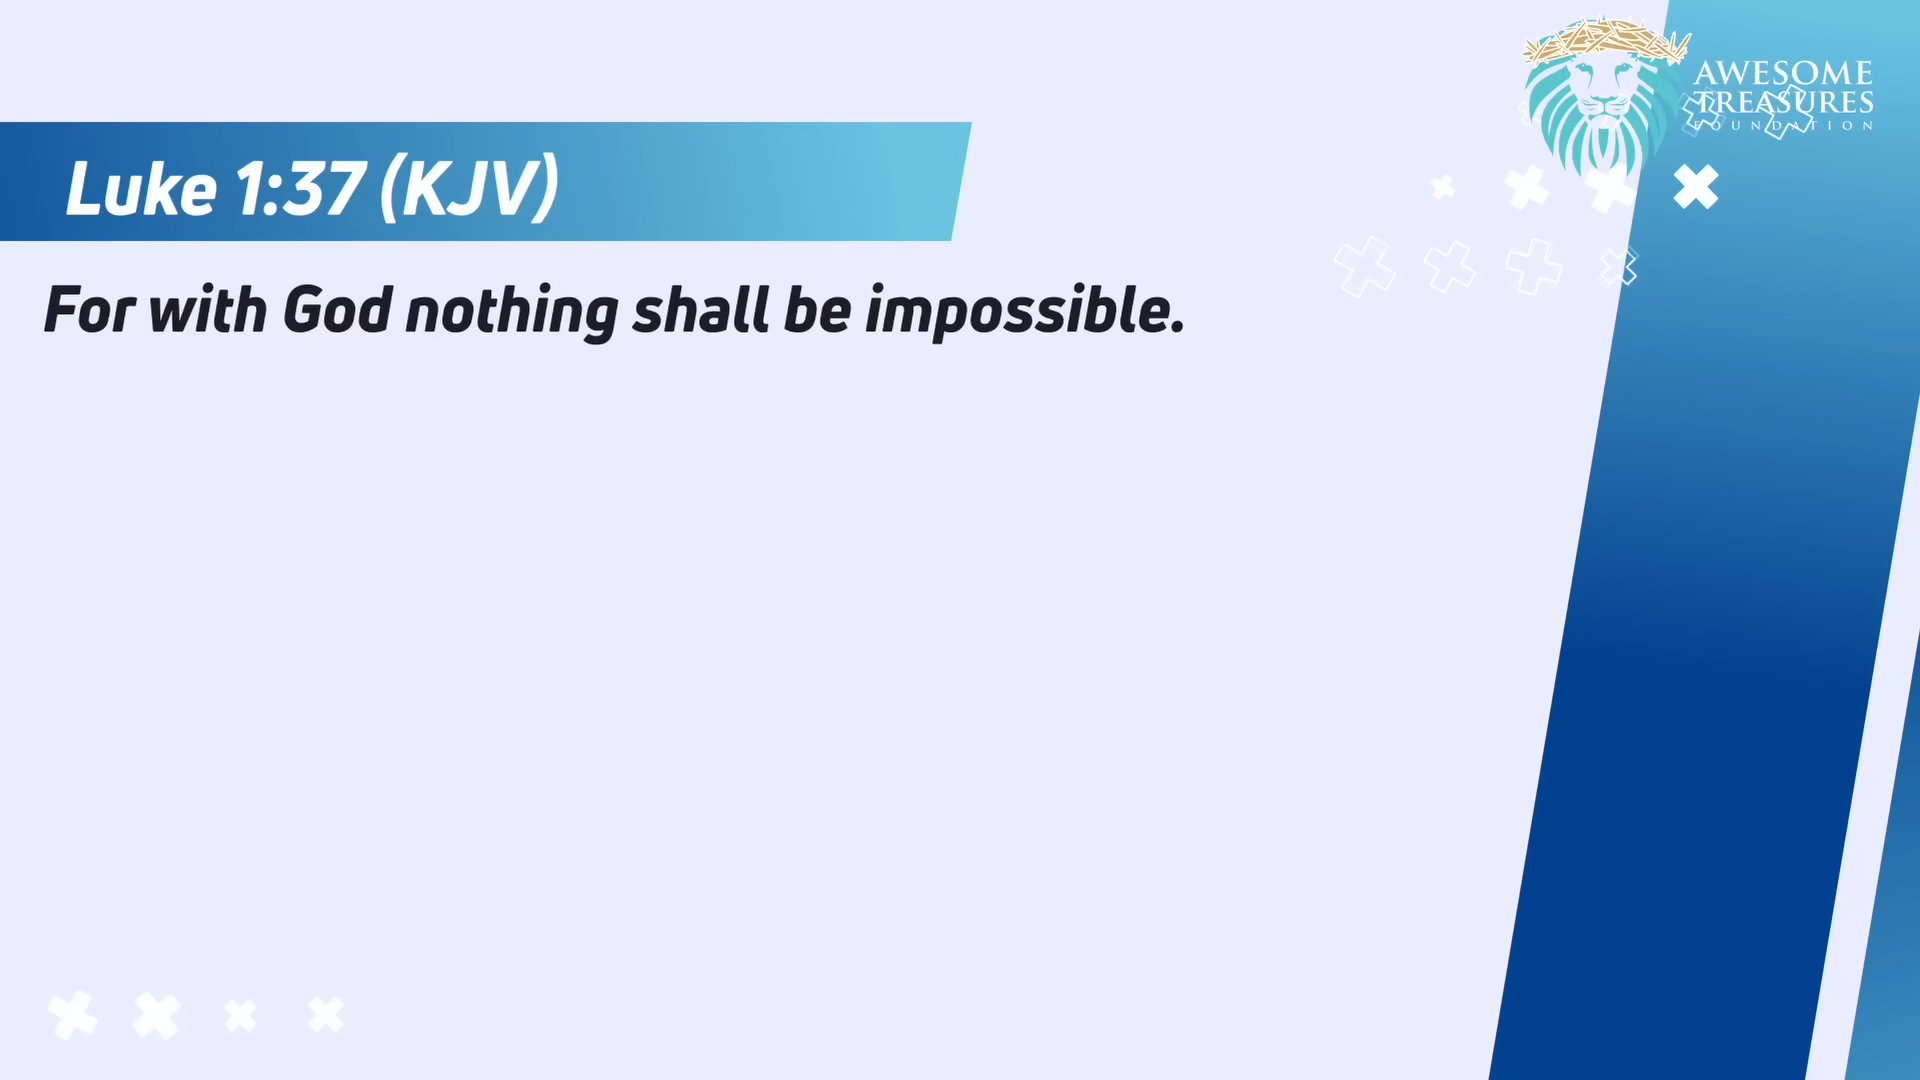 AWESOME
TREASURES
FOUNDATION
Luke 1:37 (KJV)
For with God nothing shall be impossible.